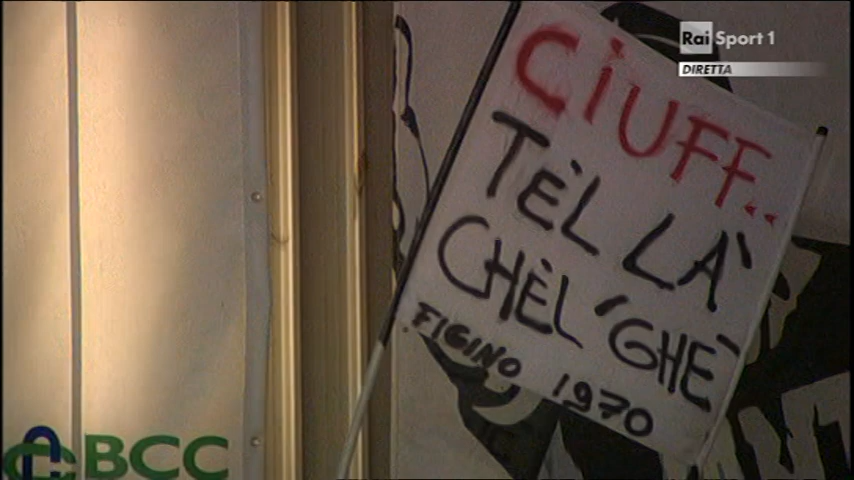 Rai Sport 1
DIRETTA
CIUFF..
TÈL LÀ
CHÈL 'GHÈ
FIGINO 1970
BCC